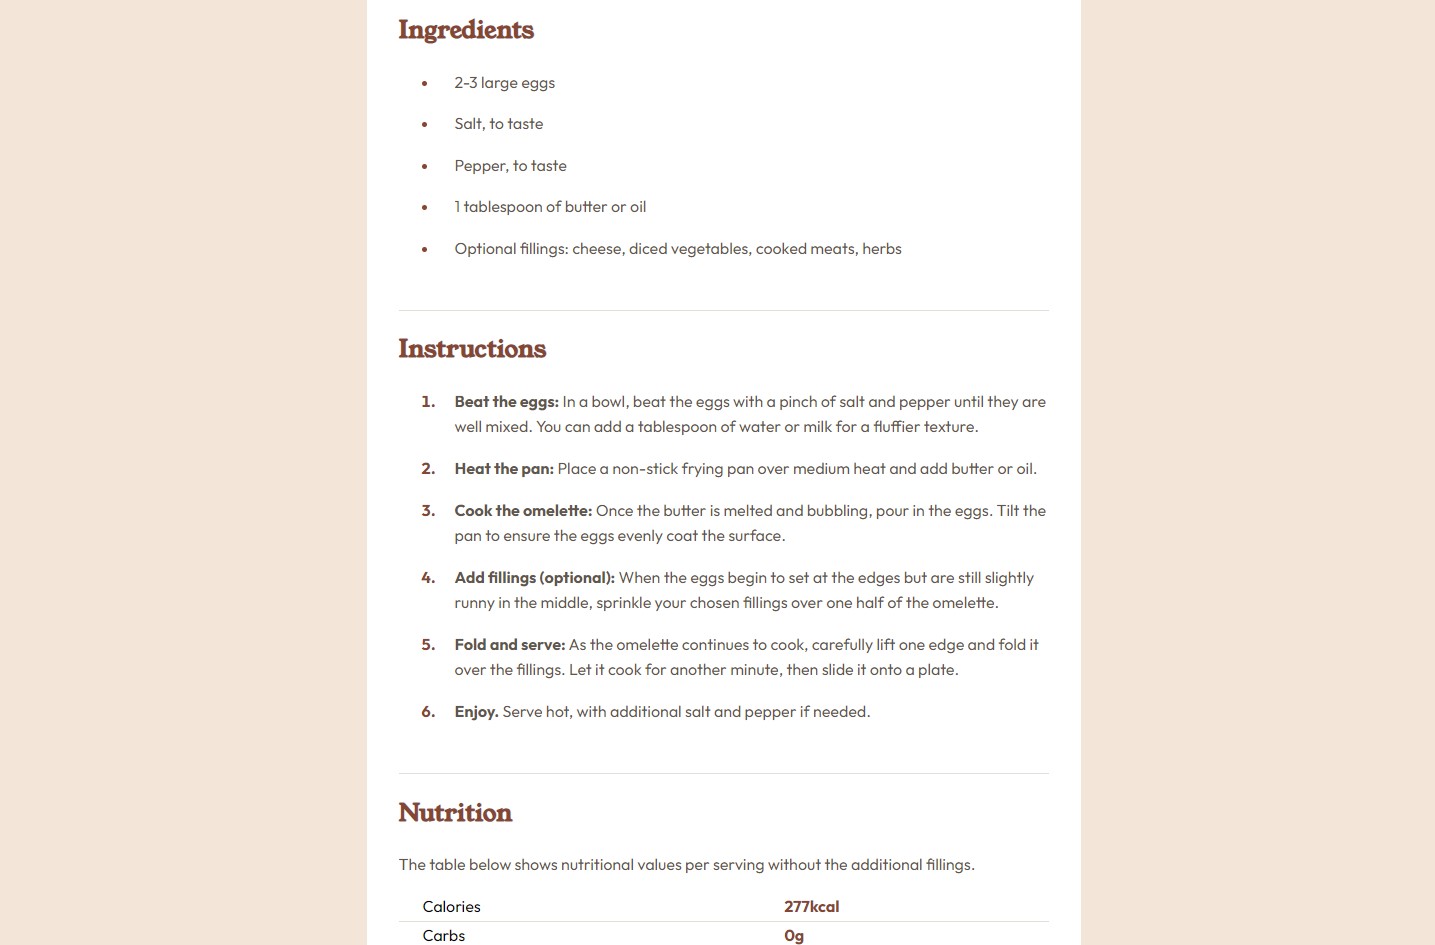 Ingredients
• 2-3 large eggs
• Salt, to taste
• Pepper, to taste
• 1 tablespoon of butter or oil
• Optional fillings: cheese, diced vegetables, cooked meats, herbs
Instructions
1. Beat the eggs: In a bowl, beat the eggs with a pinch of salt and pepper until they are
well mixed. You can add a tablespoon of water or milk for a fluffier texture.
2. Heat the pan: Place a non-stick frying pan over medium heat and add butter or oil.
3. Cook the omelette: Once the butter is melted and bubbling, pour in the eggs. Tilt the
pan to ensure the eggs evenly coat the surface.
4. Add fillings (optional): When the eggs begin to set at the edges but are still slightly
runny in the middle, sprinkle your chosen fillings over one half of the omelette.
5. Fold and serve: As the omelette continues to cook, carefully lift one edge and fold it
over the fillings. Let it cook for another minute, then slide it onto a plate.
6. Enjoy. Serve hot, with additional salt and pepper if needed.
Nutrition
The table below shows nutritional values per serving without the additional fillings.
Calories 277kcal
Carbs 0g